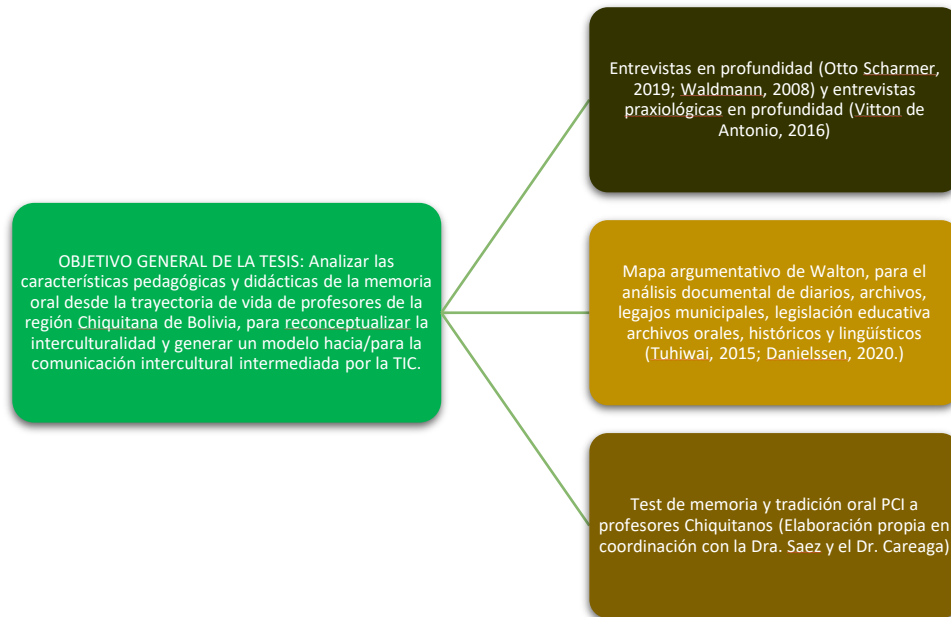 OBJETIVO GENERAL DE LA TESIS: Analizar las
características pedagógicas y didácticas de la memoria
oral desde la trayectoria de vida de profesores de la
región Chiquitana de Bolivia, para reconceptualizar la
interculturalidad y generar un modelo hacia/para la
comunicación intercultural intermediada por la TIC.
Entrevistas en profundidad (Otto Scharmer,
2019; Waldmann, 2008) y entrevistas
praxiológicas en profundidad (Vitton de
Antonio, 2016)
Mapa argumentativo de Walton, para el
análisis documental de diarios, archivos,
legajos municipales, legislación educativa
archivos orales, históricos y lingüísticos
(Tuhiwai, 2015; Danielssen, 2020.)
Test de memoria y tradición oral PCI a
profesores Chiquitanos (Elaboración propia en
coordinación con la Dra. Saez y el Dr. Careaga)